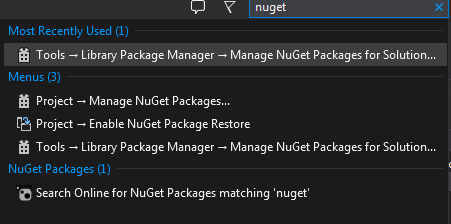 nuget
Most Recently Used (1)
Tools → Library Package Manager → Manage NuGet Packages for Solution...
Menus (3)
Project → Manage NuGet Packages...
Project → Enable NuGet Package Restore
Tools → Library Package Manager → Manage NuGet Packages for Solution...
NuGet Packages (1)
Search Online for NuGet Packages matching 'nuget'